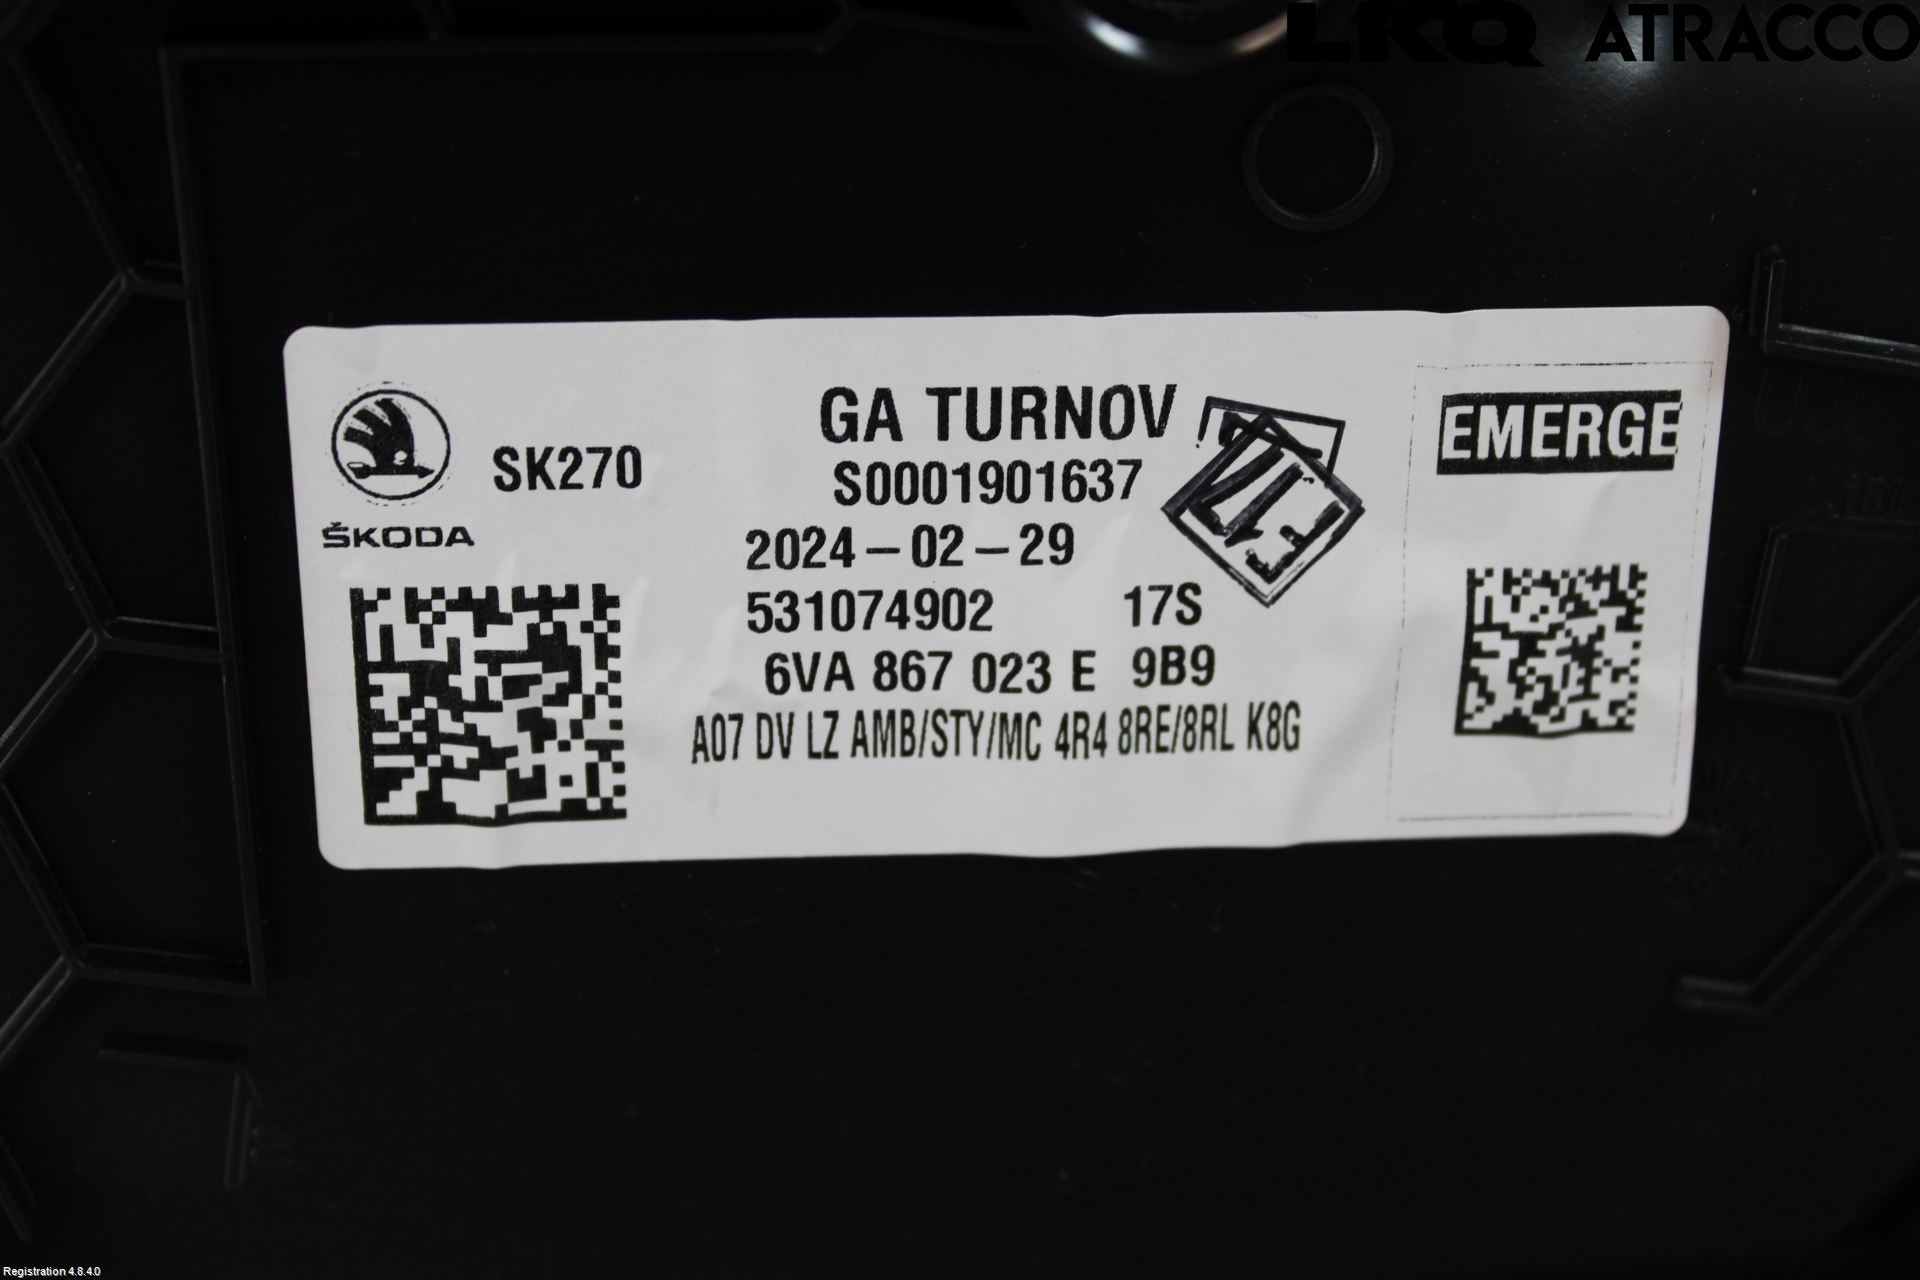 LKQ ATRACCO
GA TURNOV
EMERGE
SK270
S0001901637
ŠKODA
2024-02-29
531074902 17S
6VA 867 023 E 9B9
A07 DV LZ AMB/STY/MC 4R4 8RE/8RL K8G
Registration 4.8.4.0